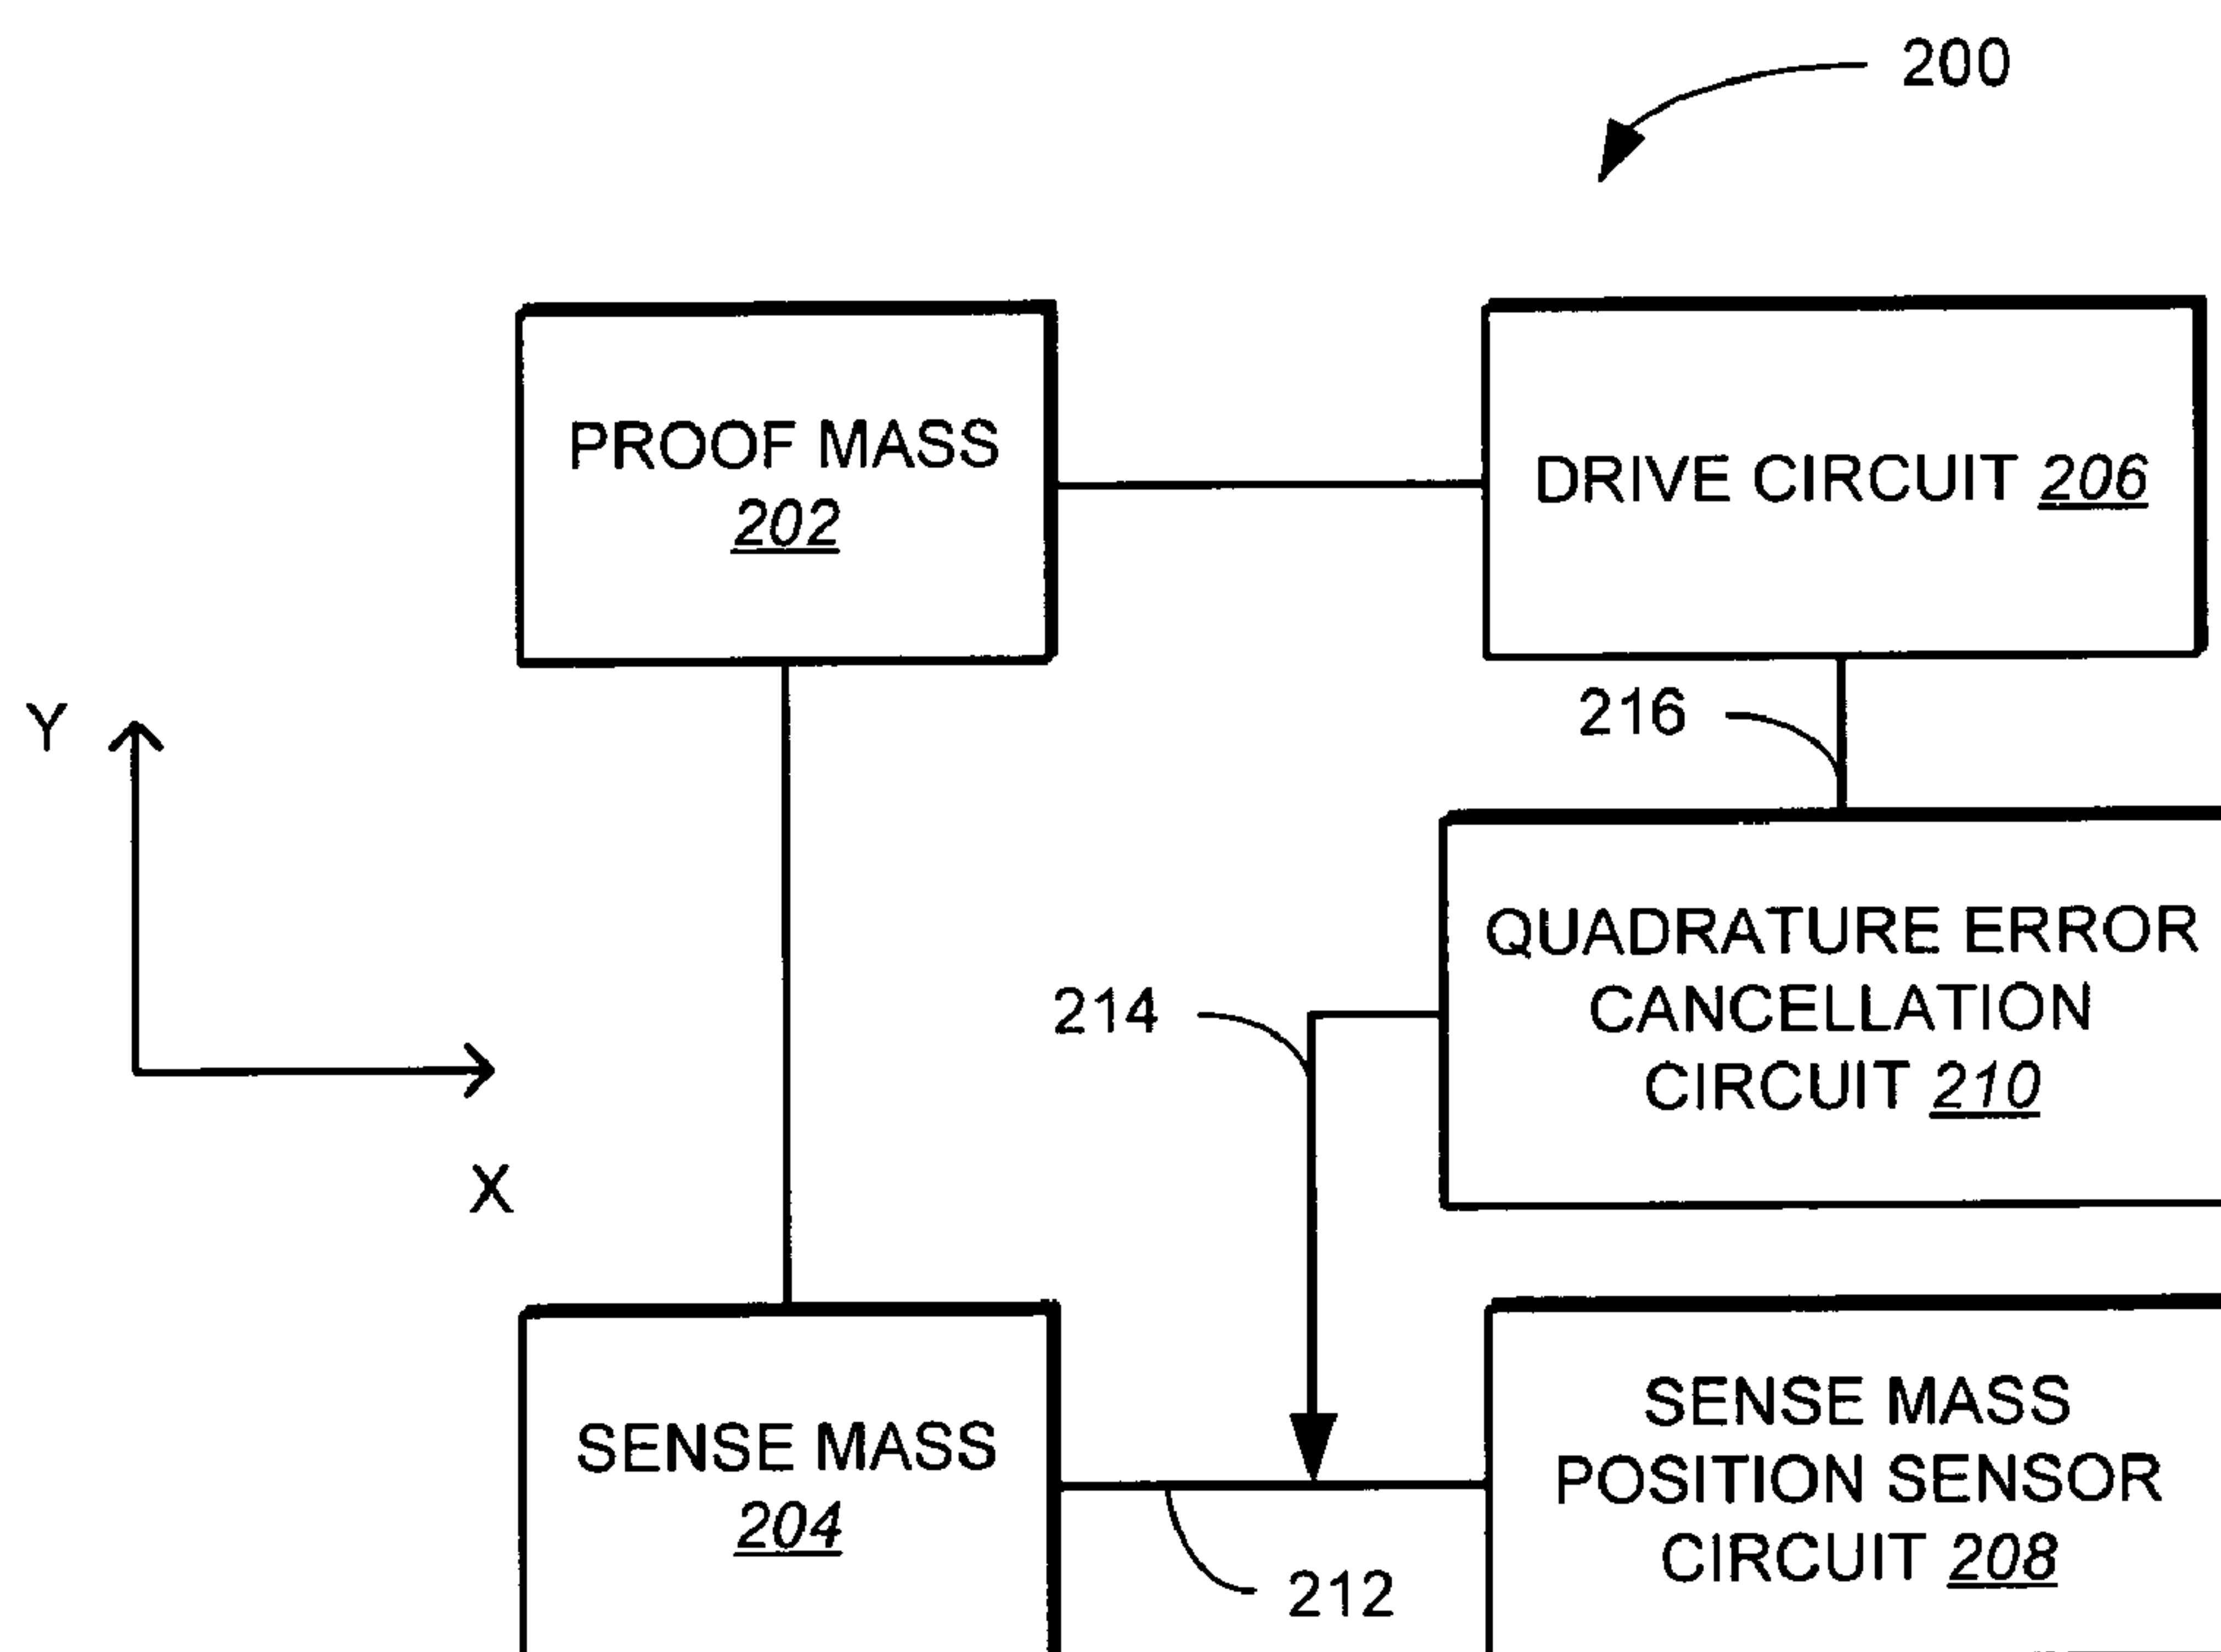 200
PROOF MASS
202
DRIVE CIRCUIT 206
Y
216
QUADRATURE ERROR
CANCELLATION
CIRCUIT 210
214
X
SENSE MASS
204
SENSE MASS
POSITION SENSOR
CIRCUIT 208
212